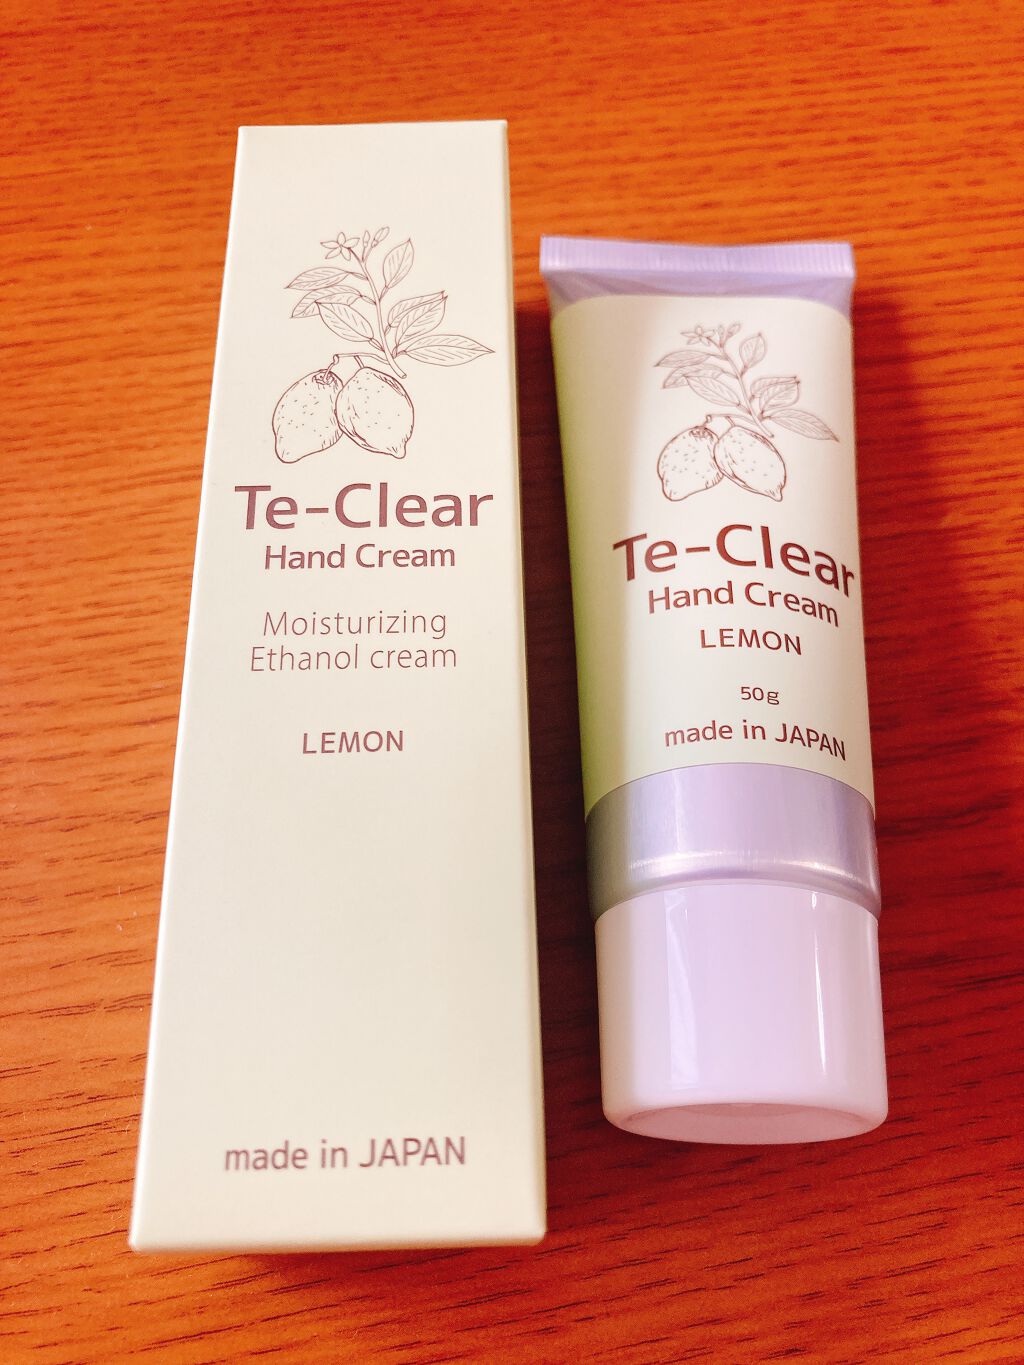 Te-Clear
Hand Cream
Moisturizing
Ethanol cream
LEMON
made in JAPAN
Te-Clear
Hand Cream
LEMON
50g
made in JAPAN